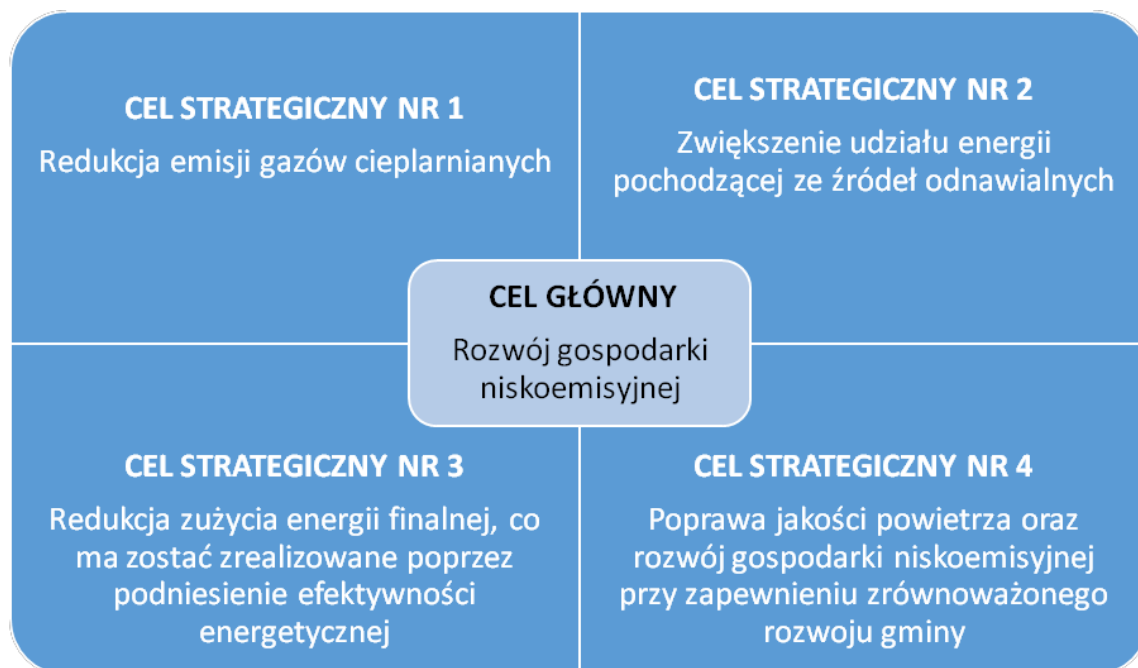 CEL STRATEGICZNY NR 1
Redukcja emisji gazów cieplarnianych
CEL STRATEGICZNY NR 2
Zwiększenie udziału energii
pochodzącej ze źródeł odnawialnych
CEL GŁÓWNY
Rozwój gospodarki
niskoemisyjnej
CEL STRATEGICZNY NR 3
Redukcja zużycia energii finalnej, co
ma zostać zrealizowane poprzez
podniesienie efektywności
energetycznej
CEL STRATEGICZNY NR 4
Poprawa jakości powietrza oraz
rozwój gospodarki niskoemisyjnej
przy zapewnieniu zrównoważonego
rozwoju gminy